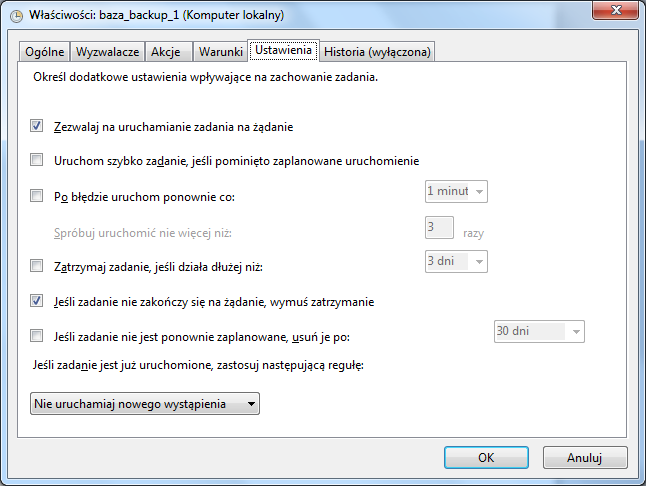 Właściwości: baza_backup_1 (Komputer lokalny)
Ogólne Wyzwalacze Akcje Warunki Ustawienia Historia (wyłączona)
Określ dodatkowe ustawienia wpływające na zachowanie zadania.
Zezwalaj na uruchamianie zadania na żądanie
Uruchom szybko zadanie, jeśli pominięto zaplanowane uruchomienie
Po błędzie uruchom ponownie co: 1 minut
Spróbuj uruchomić nie więcej niż: 3 razy
Zatrzymaj zadanie, jeśli działa dłużej niż: 3 dni
Jeśli zadanie nie zakończy się na żądanie, wymuś zatrzymanie
Jeśli zadanie nie jest ponownie zaplanowane, usuń je po: 30 dni
Jeśli zadanie jest już uruchomione, zastosuj następującą regułę:
Nie uruchamiaj nowego wystąpienia
OK Anuluj